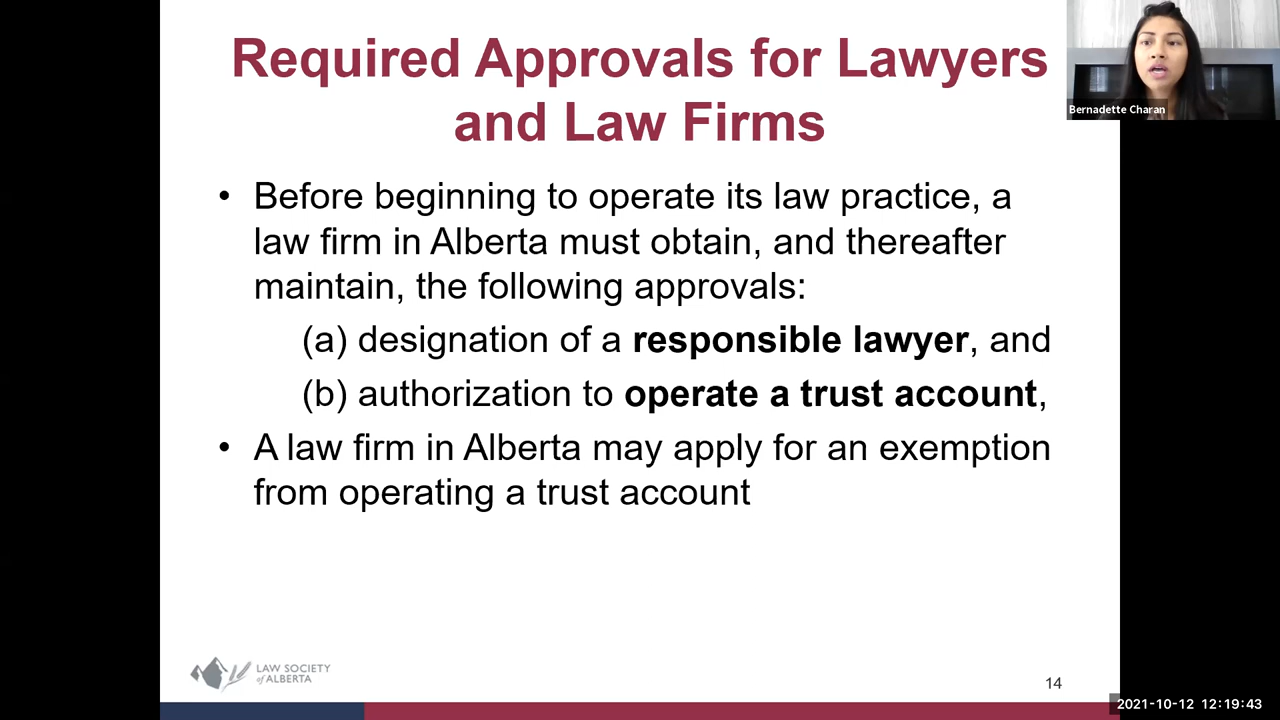 Required Approvals for Lawyers
and Law Firms
Bernadette Charan
• Before beginning to operate its law practice, a
law firm in Alberta must obtain, and thereafter
maintain, the following approvals:
(a) designation of a responsible lawyer, and
(b) authorization to operate a trust account,
• A law firm in Alberta may apply for an exemption
from operating a trust account
LAW SOCIETY
of ALBERTA
14
2021-10-12 12:19:43